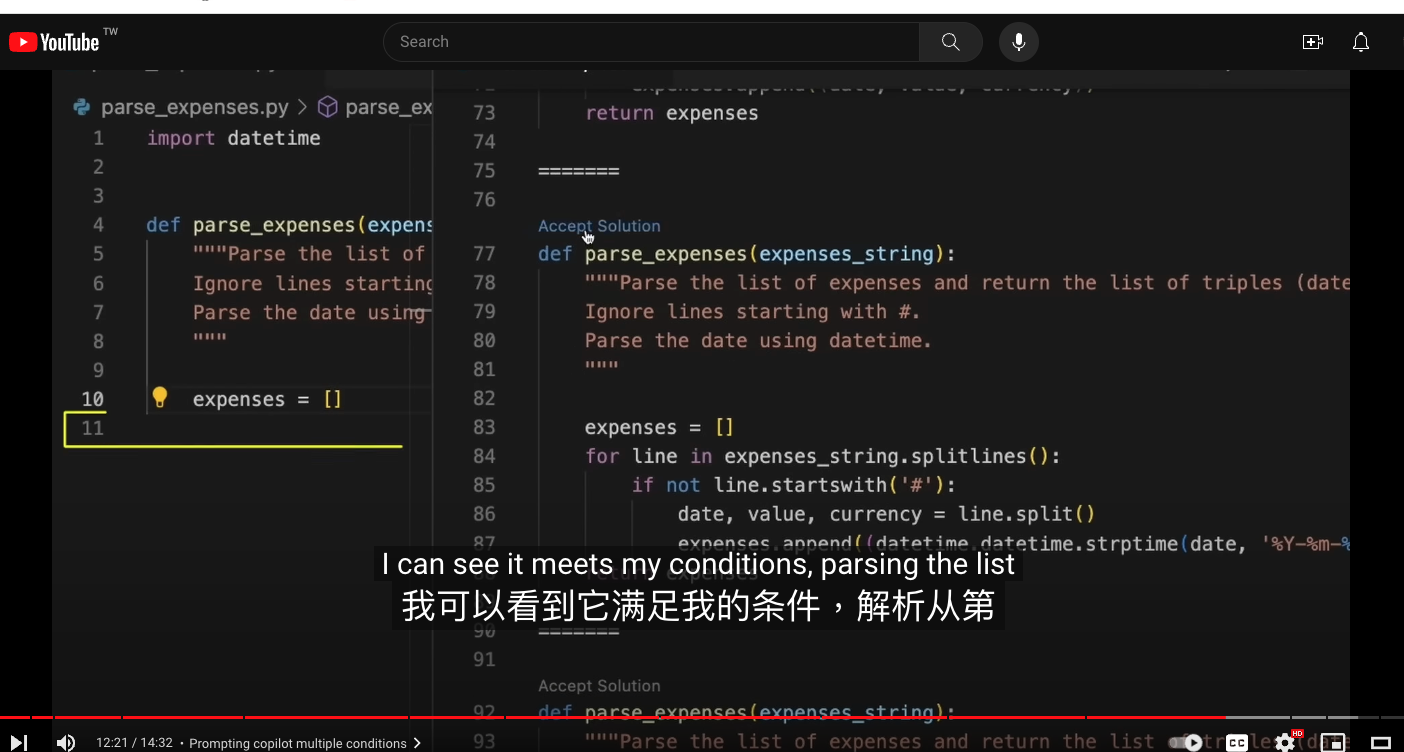 YouTube TW
Search
parse_expenses.py > parse_ex
1 import datetime
2
3
4 def parse_expenses(expens
5 """Parse the list of
6 Ignore lines starting
7 Parse the date using
8 """
9
10 expenses = []
11
73 return expenses
74
75 =======
76
Accept Solution
77 def parse_expenses(expenses_string):
78 """Parse the list of expenses and return the list of triples (date
79 Ignore lines starting with #.
80 Parse the date using datetime.
81 """
82
83 expenses = []
84 for line in expenses_string.splitlines():
85 if not line.startswith('#'):
86 date, value, currency = line.split()
87 expenses.append((datetime.datetime.strptime(date, '%Y-%m-%
return expenses
I can see it meets my conditions, parsing the list
我可以看到它满足我的条件，解析从第
90 =======
91
Accept Solution
92 def parse_expenses(expenses_string):
93 """Parse the list of expenses and return the list of triples (dat
12:21 / 14:32 • Prompting copilot multiple conditions >
CC
HD